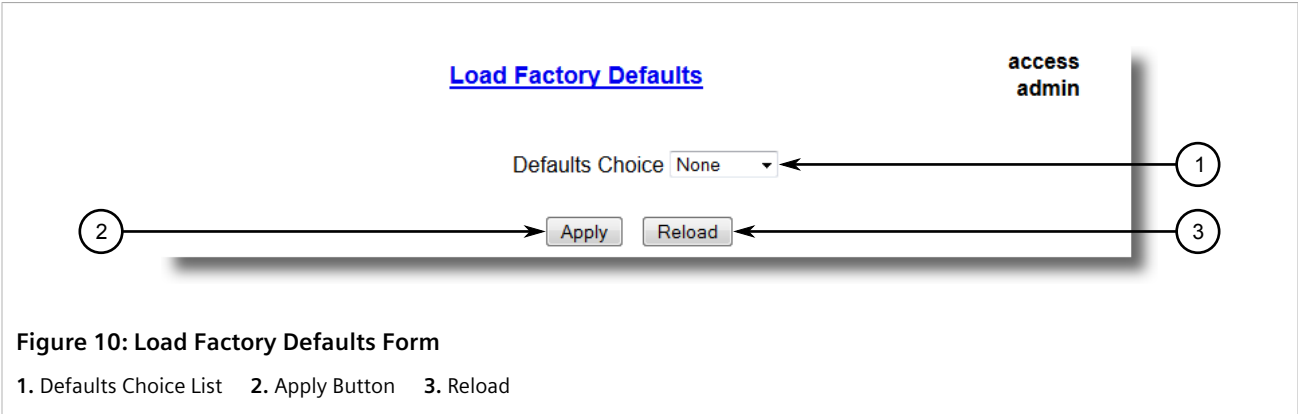 Load Factory Defaults
access
admin
Defaults Choice None
1
2
Apply Reload
3
Figure 10: Load Factory Defaults Form
1. Defaults Choice List 2. Apply Button 3. Reload